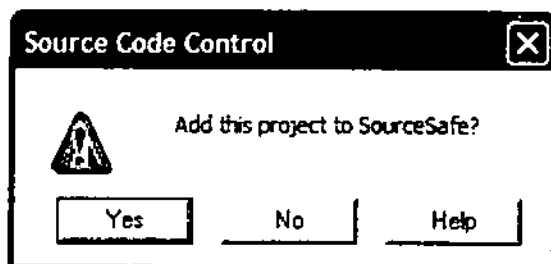 Source Code Control
Add this project to SourceSafe?
Yes No Help